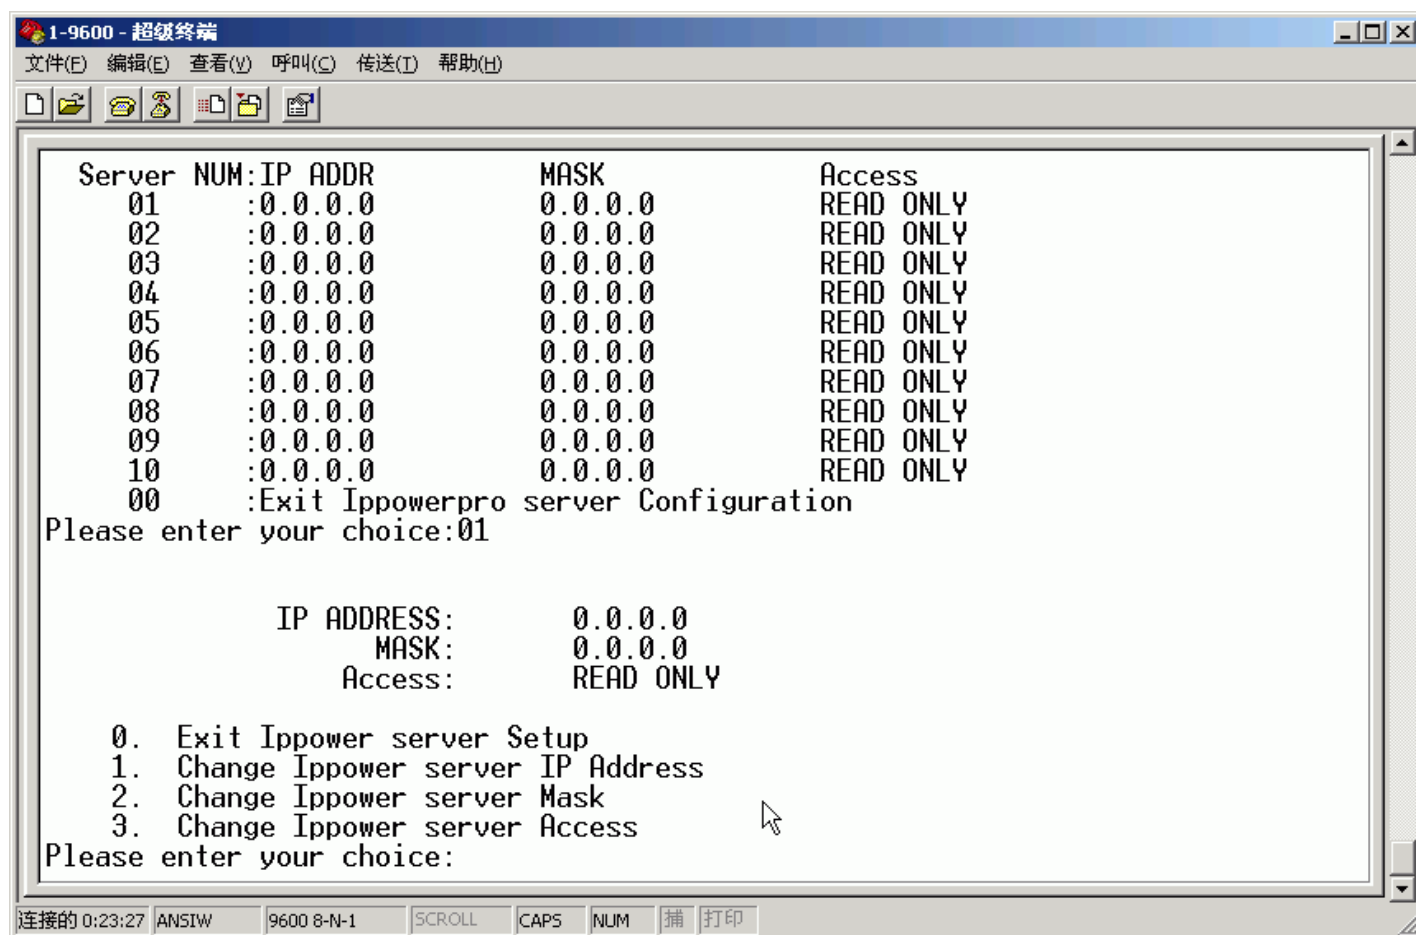 1-9600 - 超级终端
文件(F) 编辑(E) 查看(V) 呼叫(C) 传送(T) 帮助(H)
Server NUM:IP ADDR MASK Access
01 :0.0.0.0 0.0.0.0 READ ONLY
02 :0.0.0.0 0.0.0.0 READ ONLY
03 :0.0.0.0 0.0.0.0 READ ONLY
04 :0.0.0.0 0.0.0.0 READ ONLY
05 :0.0.0.0 0.0.0.0 READ ONLY
06 :0.0.0.0 0.0.0.0 READ ONLY
07 :0.0.0.0 0.0.0.0 READ ONLY
08 :0.0.0.0 0.0.0.0 READ ONLY
09 :0.0.0.0 0.0.0.0 READ ONLY
10 :0.0.0.0 0.0.0.0 READ ONLY
00 :Exit Ippowerpro server Configuration
Please enter your choice:01
IP ADDRESS: 0.0.0.0
MASK: 0.0.0.0
Access: READ ONLY
0. Exit Ippower server Setup
1. Change Ippower server IP Address
2. Change Ippower server Mask
3. Change Ippower server Access
Please enter your choice:
连接的 0:23:27 ANSIW 9600 8-N-1 SCROLL CAPS NUM 捕 打印